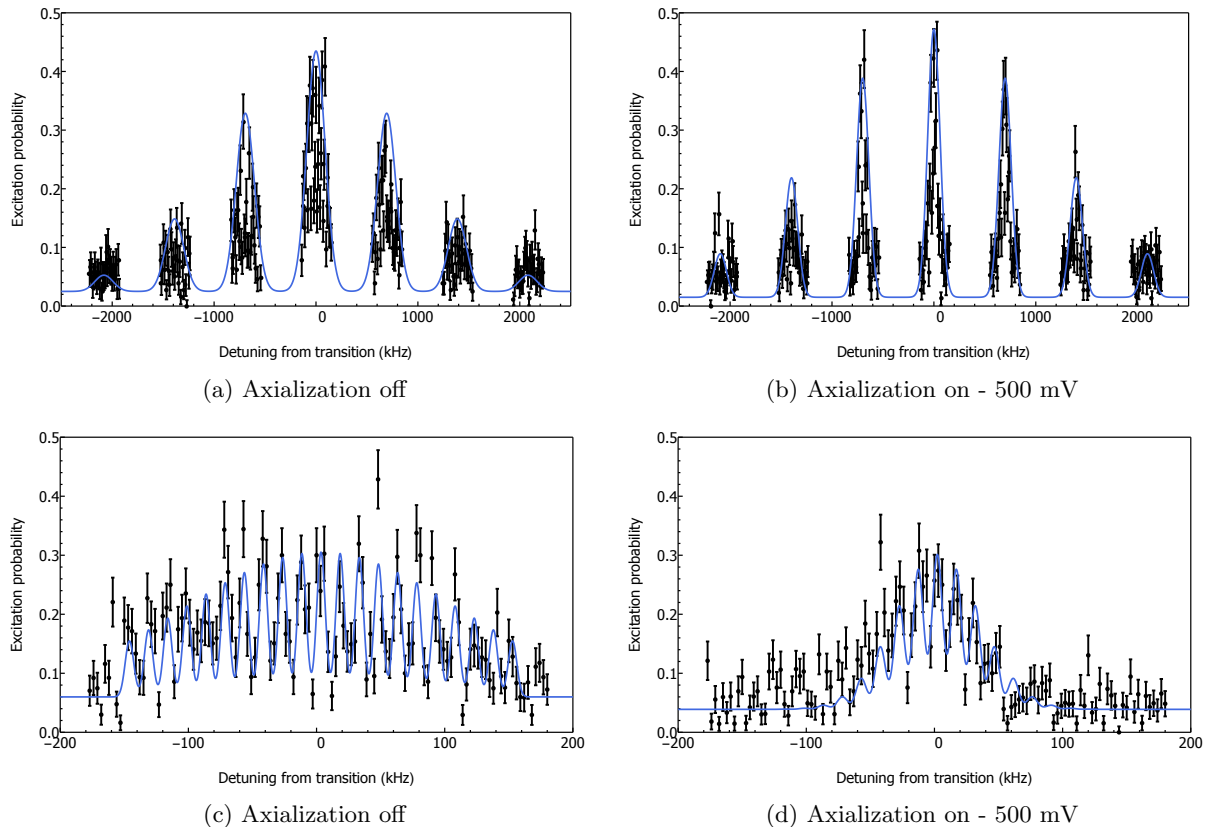 0.5
0.4
0.3
0.2
0.1
0.0
Excitation probability
−2000 −1000 0 1000 2000
Detuning from transition (kHz)
(a) Axialization off
0.5
0.4
0.3
0.2
0.1
0.0
Excitation probability
−2000 −1000 0 1000 2000
Detuning from transition (kHz)
(b) Axialization on - 500 mV
0.5
0.4
0.3
0.2
0.1
0.0
Excitation probability
−200 −100 0 100 200
Detuning from transition (kHz)
(c) Axialization off
0.5
0.4
0.3
0.2
0.1
0.0
Excitation probability
−200 −100 0 100 200
Detuning from transition (kHz)
(d) Axialization on - 500 mV